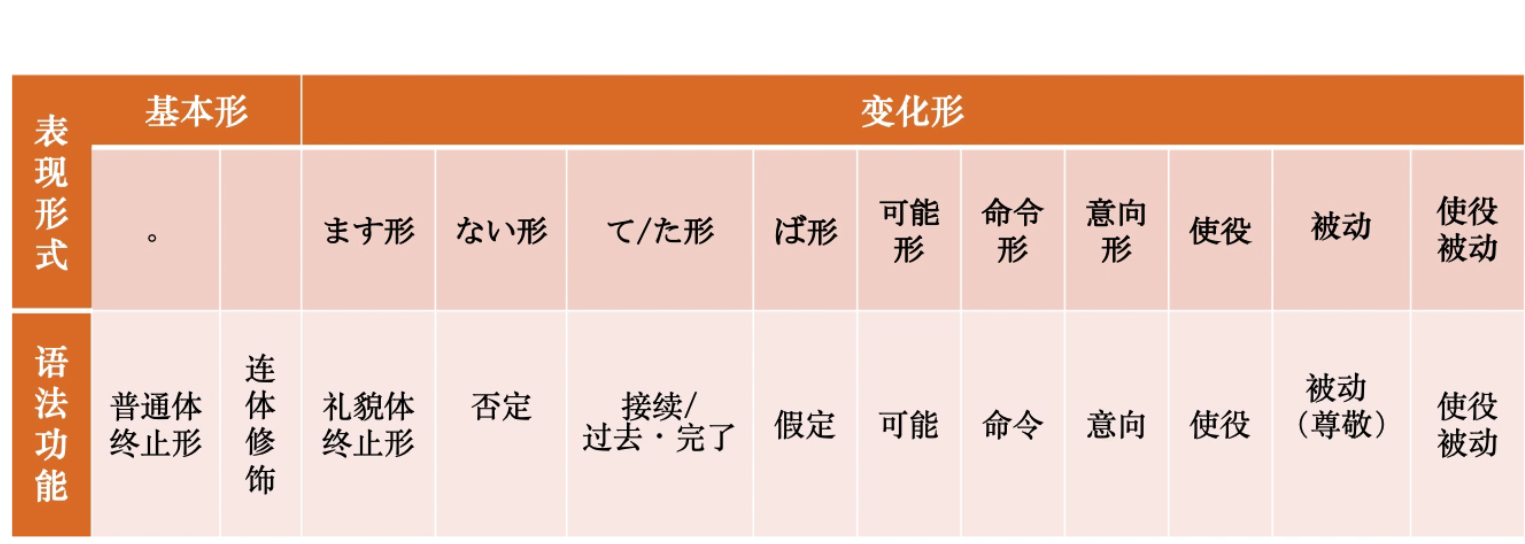 表现形式
基本形
变化形
。
ます形
ない形
て/た形
ば形
可能
形
命令
形
意向
形
使役
被动
使役
被动
语法功能
普通体
终止形
连体修饰
礼貌体
终止形
否定
接续/
过去·完了
假定
可能
命令
意向
使役
被动
（尊敬）
使役
被动